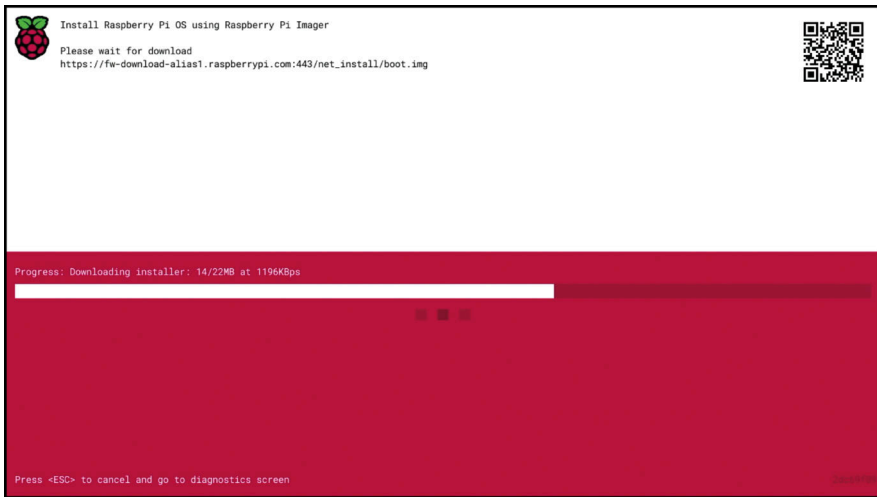 Install Raspberry Pi OS using Raspberry Pi Imager
Please wait for download
https://fw-download-alias1.raspberrypi.com:443/net_install/boot.img
Progress: Downloading installer: 14/22MB at 1196KBps
Press <ESC> to cancel and go to diagnostics screen